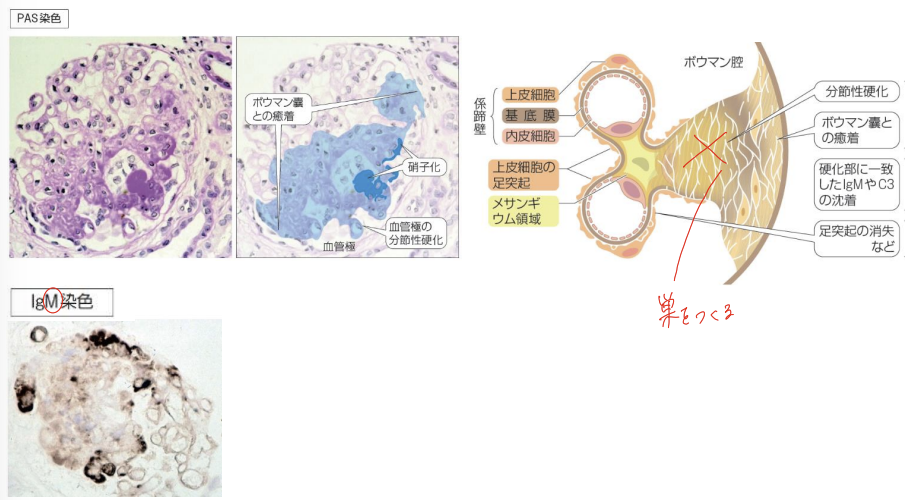 PAS染色
ボウマン嚢
との癒着
硝子化
血管極の
分節性硬化
血管極
ボウマン腔
係蹄壁
上皮細胞
基底膜
内皮細胞
上皮細胞の
足突起
メサンギ
ウム領域
分節性硬化
ボウマン嚢と
の癒着
硬化部に一致
したIgMやC3
の沈着
足突起の消失
など
巣をつくる
IgM染色